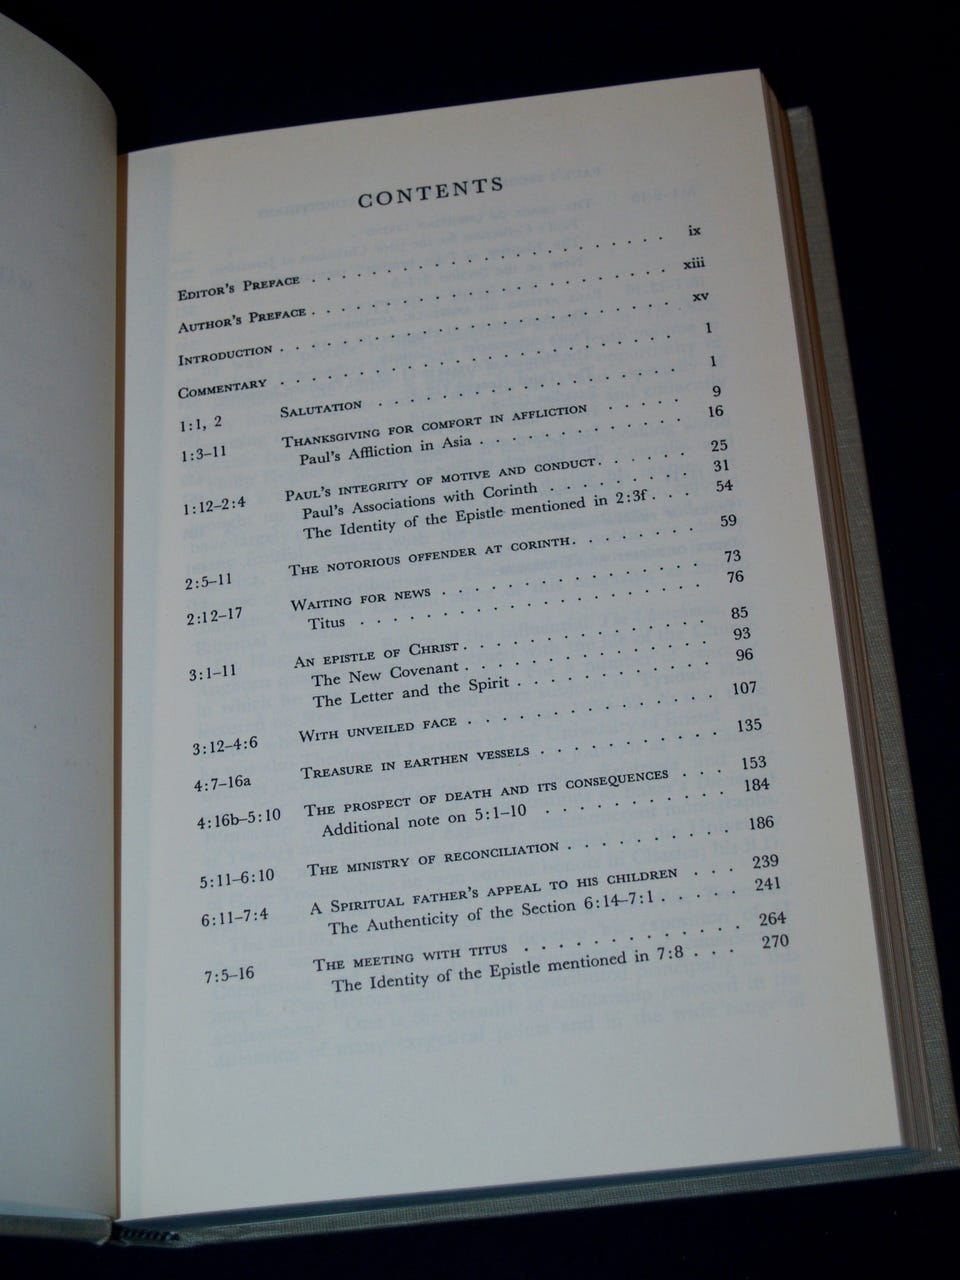 CONTENTS
EDITOR'S PREFACE . . . . . . . . . . . . . . . . . . . . . . . ix
AUTHOR'S PREFACE . . . . . . . . . . . . . . . . . . . . . . . xiii
INTRODUCTION . . . . . . . . . . . . . . . . . . . . . . . . . xv
COMMENTARY . . . . . . . . . . . . . . . . . . . . . . . . . 1
1:1, 2 SALUTATION . . . . . . . . . . . . . . . . . . 1
1:3–11 THANKSGIVING FOR COMFORT IN AFFLICTION . . . . . 9
Paul's Affliction in Asia . . . . . . . . . . . . 16
1:12–2:4 PAUL'S INTEGRITY OF MOTIVE AND CONDUCT . . . . . . 25
Paul's Associations with Corinth . . . . . . . . 31
The Identity of the Epistle mentioned in 2:3f . . . 54
2:5–11 THE NOTORIOUS OFFENDER AT CORINTH . . . . . . . 59
2:12–17 WAITING FOR NEWS . . . . . . . . . . . . . . . 73
Titus . . . . . . . . . . . . . . . . . . . 76
3:1–11 AN EPISTLE OF CHRIST . . . . . . . . . . . . . . 85
The New Covenant . . . . . . . . . . . . . . 93
The Letter and the Spirit . . . . . . . . . . . 96
3:12–4:6 WITH UNVEILED FACE . . . . . . . . . . . . . . 107
4:7–16a TREASURE IN EARTHEN VESSELS . . . . . . . . . . 135
4:16b–5:10 THE PROSPECT OF DEATH AND ITS CONSEQUENCES . . . 153
Additional note on 5:1–10 . . . . . . . . . . 184
5:11–6:10 THE MINISTRY OF RECONCILIATION . . . . . . . . . 186
6:11–7:4 A SPIRITUAL FATHER'S APPEAL TO HIS CHILDREN . . . 239
The Authenticity of the Section 6:14–7:1 . . . . . 241
7:5–16 THE MEETING WITH TITUS . . . . . . . . . . . . . 264
The Identity of the Epistle mentioned in 7:8 . . . 270